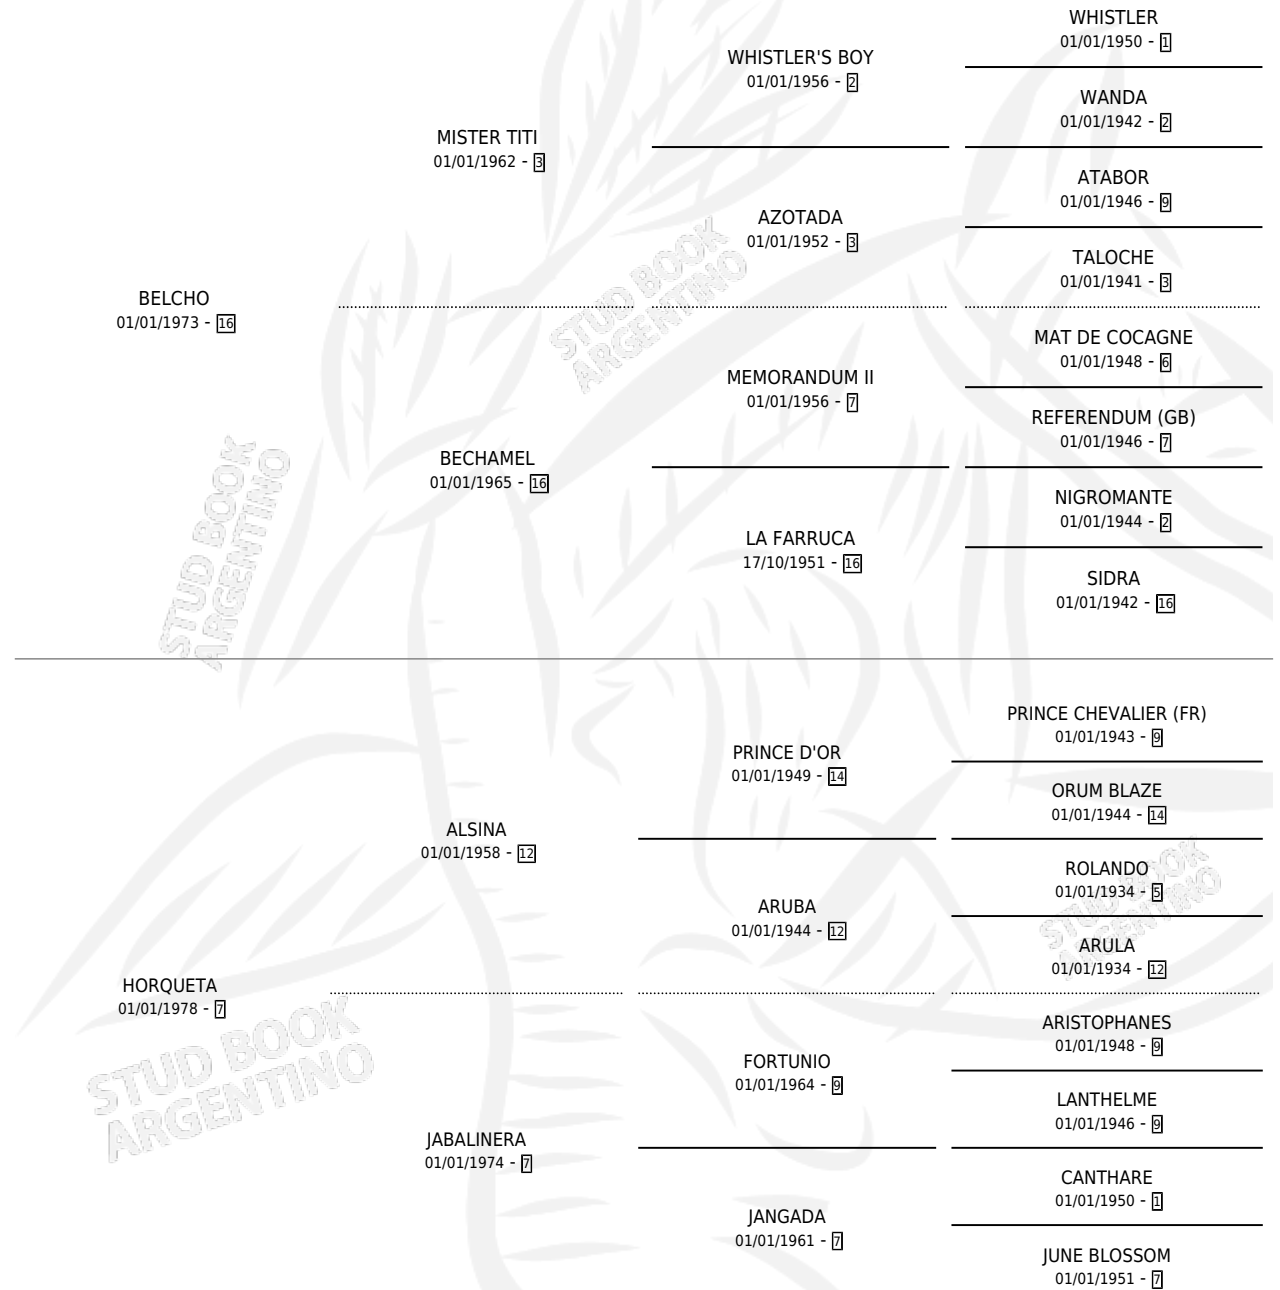 WHISTLER
01/01/1950 - 1
WHISTLER'S BOY
01/01/1956 - 2
WANDA
01/01/1942 - 2
MISTER TITI
01/01/1962 - 3
ATABOR
01/01/1946 - 9
AZOTADA
01/01/1952 - 3
TALOCHE
01/01/1941 - 3
BELCHO
01/01/1973 - 16
MAT DE COCAGNE
01/01/1948 - 6
MEMORANDUM II
01/01/1956 - 7
REFERENDUM (GB)
01/01/1946 - 7
BECHAMEL
01/01/1965 - 16
NIGROMANTE
01/01/1944 - 2
LA FARRUCA
17/10/1951 - 16
SIDRA
01/01/1942 - 16
PRINCE CHEVALIER (FR)
01/01/1943 - 9
PRINCE D'OR
01/01/1949 - 14
ORUM BLAZE
01/01/1944 - 14
ALSINA
01/01/1958 - 12
ROLANDO
01/01/1934 - 5
ARUBA
01/01/1944 - 12
ARULA
01/01/1934 - 12
HORQUETA
01/01/1978 - 7
ARISTOPHANES
01/01/1948 - 9
FORTUNIO
01/01/1964 - 9
LANTHELME
01/01/1946 - 9
JABALINERA
01/01/1974 - 7
CANTHARE
01/01/1950 - 1
JANGADA
01/01/1961 - 7
JUNE BLOSSOM
01/01/1951 - 7
STUD BOOK
ARGENTINO
STUD BOOK
ARGENTINO
STUD BOOK
ARGENTINO
STUD BOOK
ARGENTINO